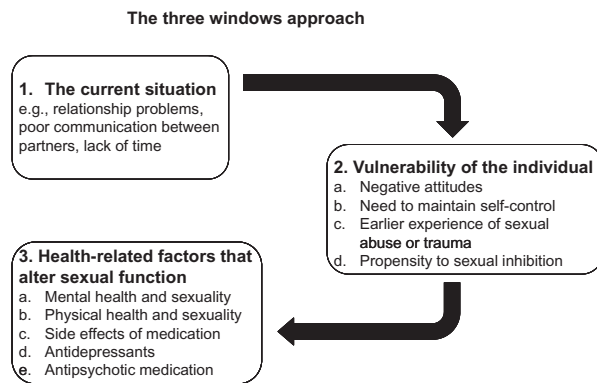 The three windows approach
1. The current situation
e.g., relationship problems,
poor communication between
partners, lack of time
2. Vulnerability of the individual
a. Negative attitudes
b. Need to maintain self-control
c. Earlier experience of sexual
abuse or trauma
d. Propensity to sexual inhibition
3. Health-related factors that
alter sexual function
a. Mental health and sexuality
b. Physical health and sexuality
c. Side effects of medication
d. Antidepressants
e. Antipsychotic medication